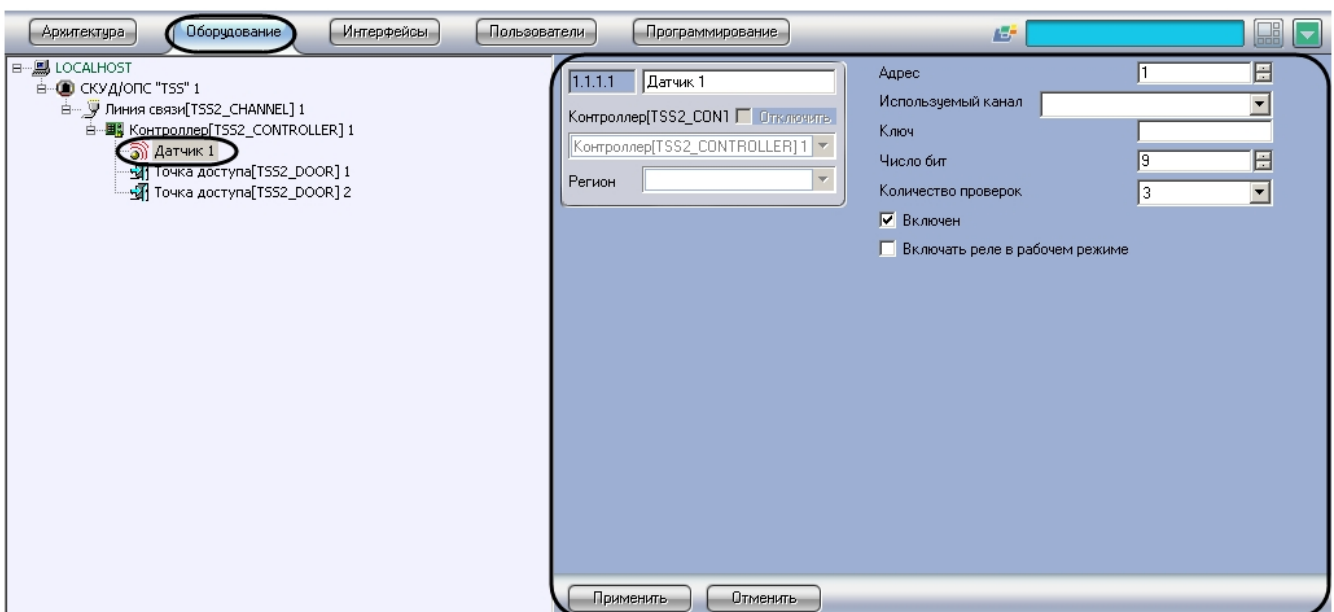 Архитектура Оборудование Интерфейсы Пользователи Программирование
LOCALHOST
СКУД/ОПС "TSS" 1
Линия связи[TSS2_CHANNEL] 1
Контроллер[TSS2_CONTROLLER] 1
Датчик 1
Точка доступа[TSS2_DOOR] 1
Точка доступа[TSS2_DOOR] 2
1.1.1.1 Датчик 1
Контроллер[TSS2_CON1 Отключить
Контроллер[TSS2_CONTROLLER] 1
Регион
Адрес 1
Используемый канал
Ключ
Число бит 9
Количество проверок 3
Включен
Включать реле в рабочем режиме
Применить Отменить